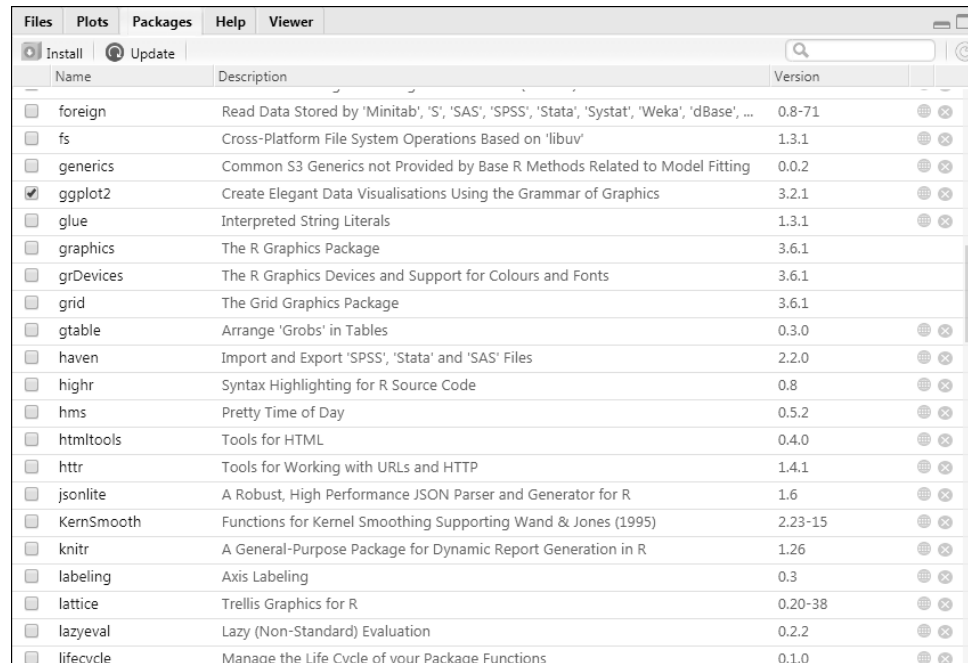 Files Plots Packages Help Viewer
Install Update
Name Description Version
foreign Read Data Stored by 'Minitab', 'S', 'SAS', 'SPSS', 'Stata', 'Systat', 'Weka', 'dBase', ... 0.8-71
fs Cross-Platform File System Operations Based on 'libuv' 1.3.1
generics Common S3 Generics not Provided by Base R Methods Related to Model Fitting 0.0.2
ggplot2 Create Elegant Data Visualisations Using the Grammar of Graphics 3.2.1
glue Interpreted String Literals 1.3.1
graphics The R Graphics Package 3.6.1
grDevices The R Graphics Devices and Support for Colours and Fonts 3.6.1
grid The Grid Graphics Package 3.6.1
gtable Arrange 'Grobs' in Tables 0.3.0
haven Import and Export 'SPSS', 'Stata' and 'SAS' Files 2.2.0
highr Syntax Highlighting for R Source Code 0.8
hms Pretty Time of Day 0.5.2
htmltools Tools for HTML 0.4.0
httr Tools for Working with URLs and HTTP 1.4.1
jsonlite A Robust, High Performance JSON Parser and Generator for R 1.6
KernSmooth Functions for Kernel Smoothing Supporting Wand & Jones (1995) 2.23-15
knitr A General-Purpose Package for Dynamic Report Generation in R 1.26
labeling Axis Labeling 0.3
lattice Trellis Graphics for R 0.20-38
lazyeval Lazy (Non-Standard) Evaluation 0.2.2
lifecycle Manage the Life Cycle of your Package Functions 0.1.0